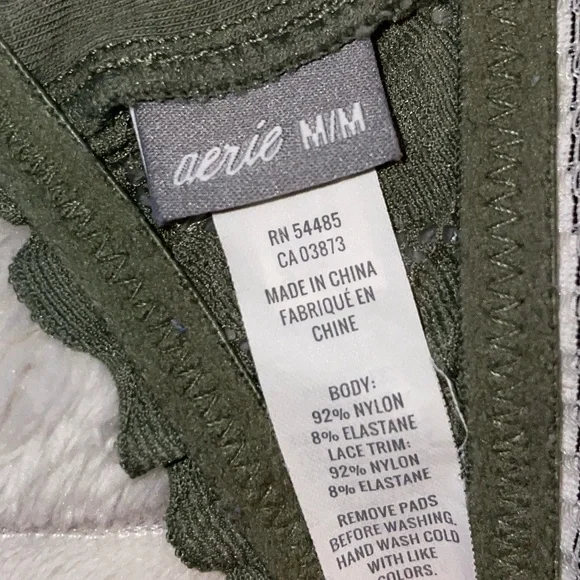 aerie M/M
RN 54485
CA 03873
MADE IN CHINA
FABRIQUÉ EN
CHINE
BODY:
92% NYLON
8% ELASTANE
LACE TRIM:
92% NYLON
8% ELASTANE
REMOVE PADS
BEFORE WASHING.
HAND WASH COLD
WITH LIKE
COLORS.